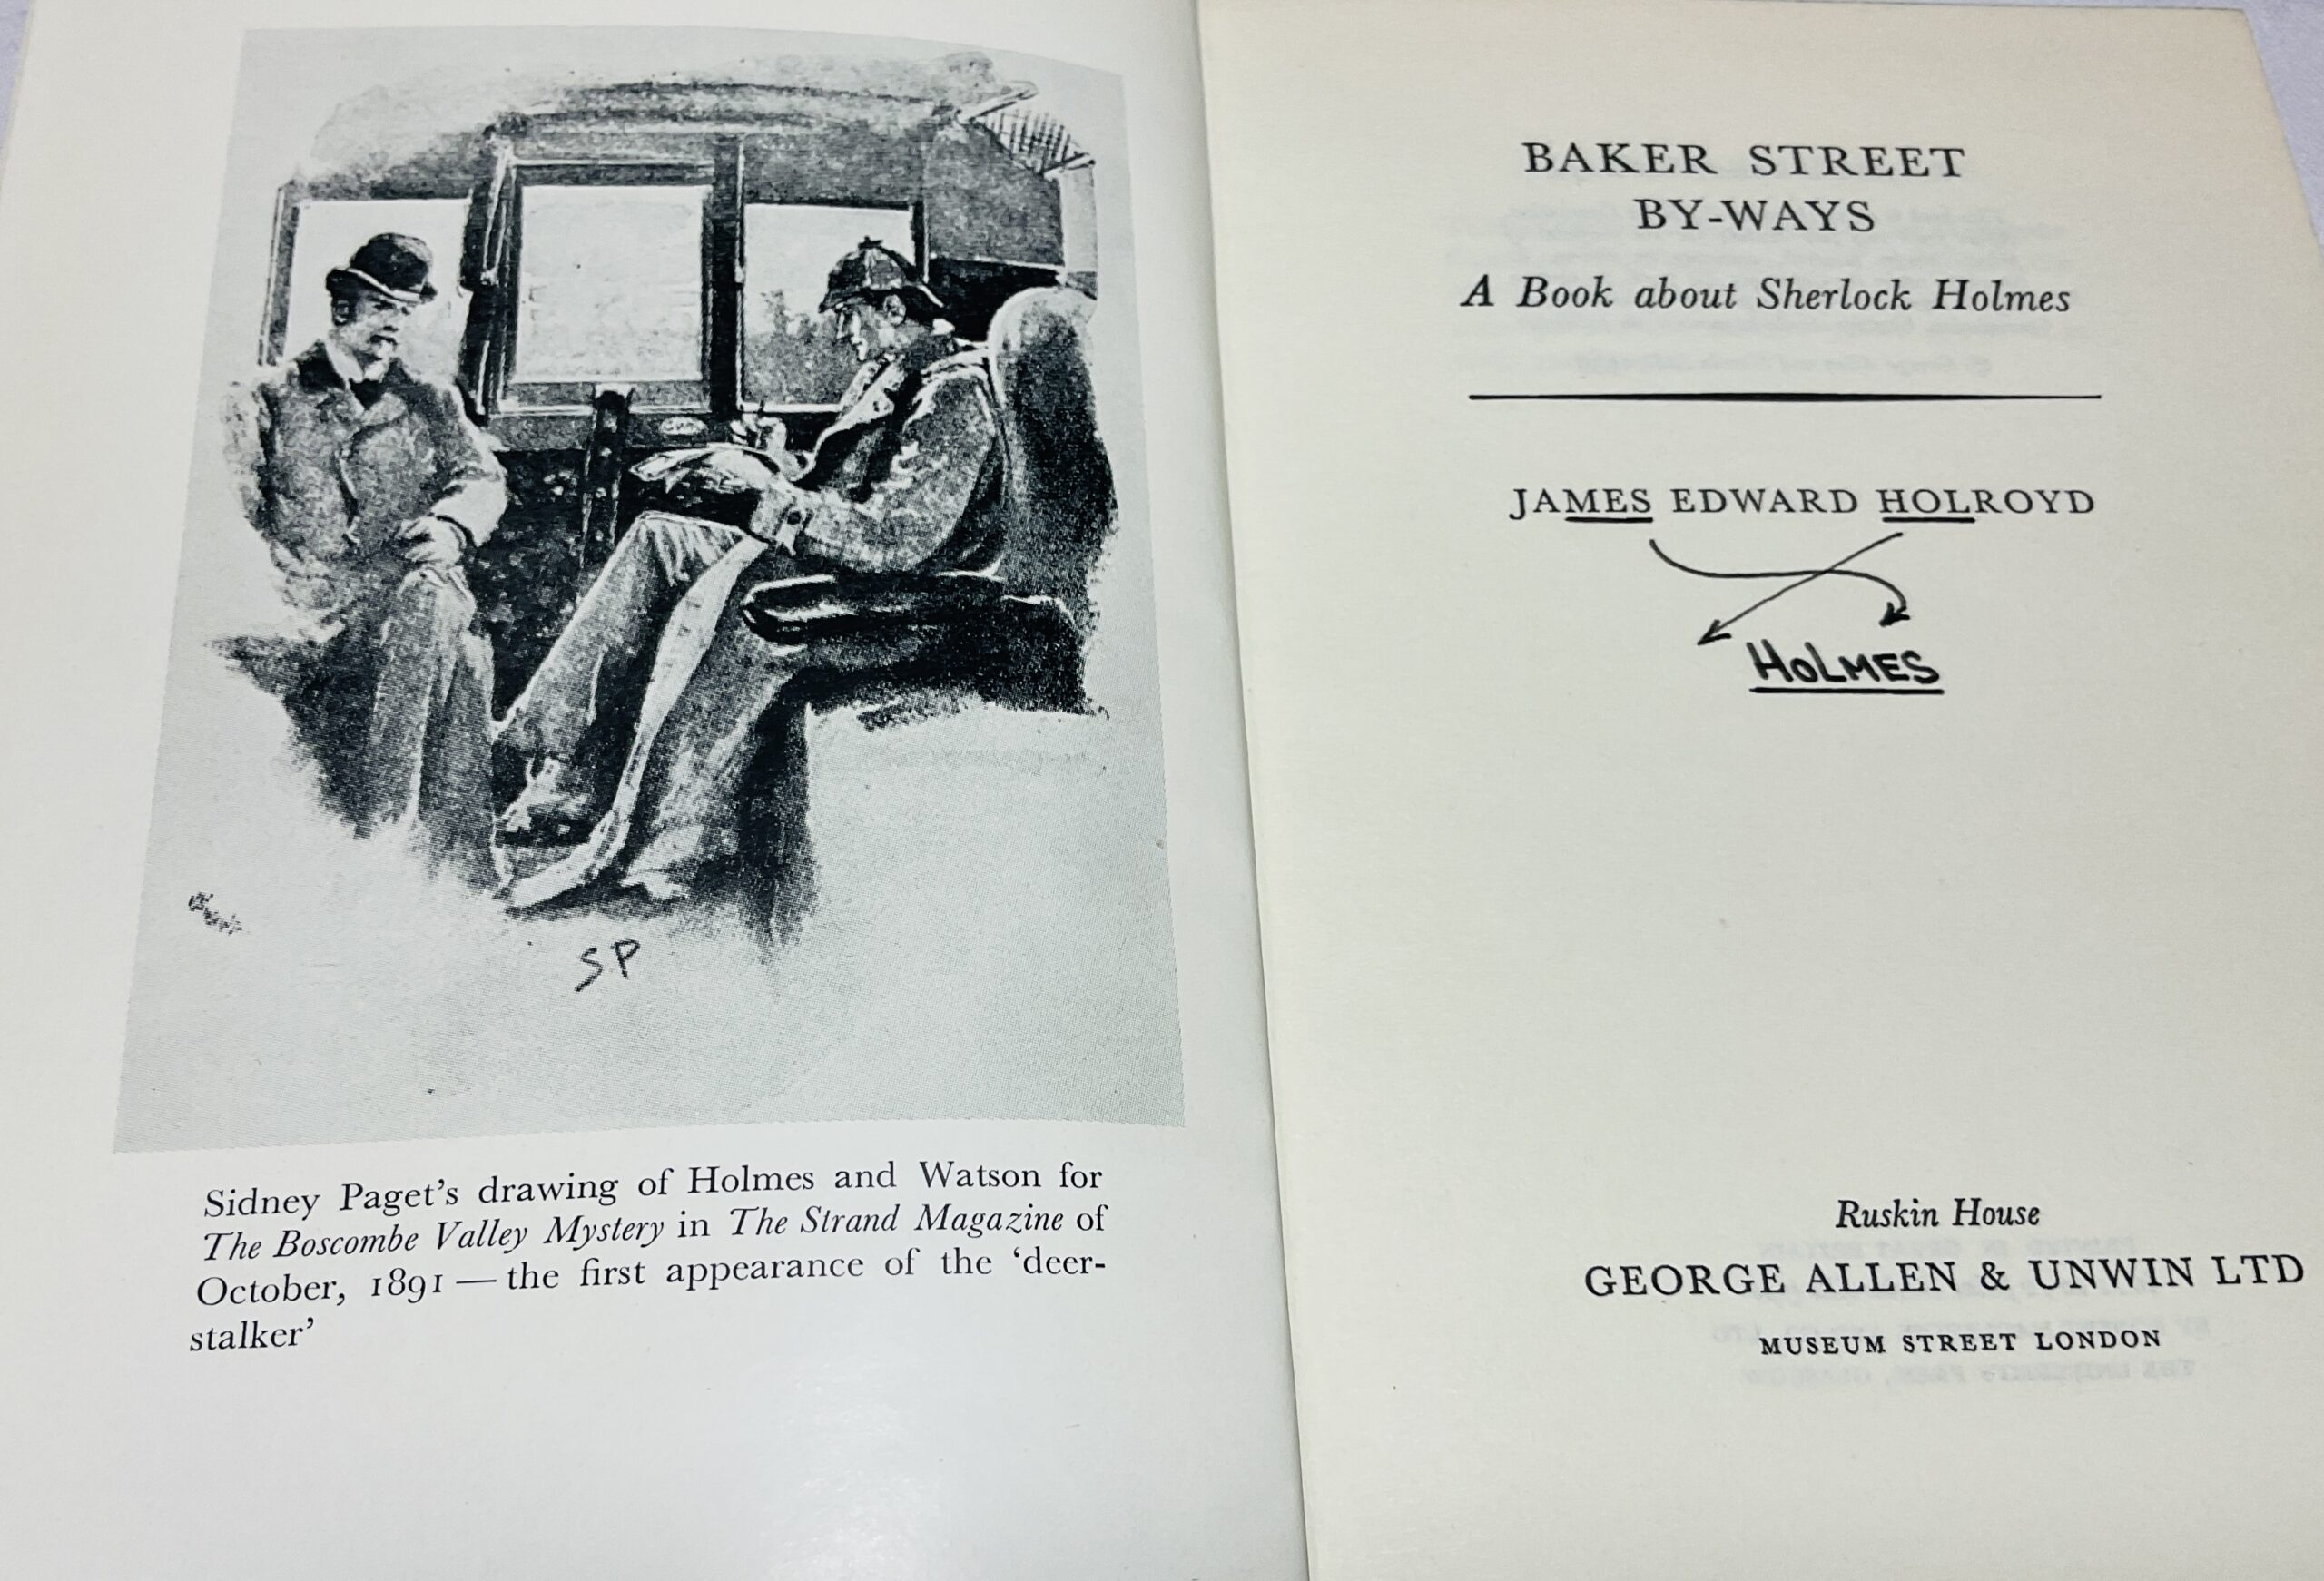 SP
Sidney Paget's drawing of Holmes and Watson for
The Boscombe Valley Mystery in The Strand Magazine of
October, 1891 — the first appearance of the ‘deer-
stalker’
BAKER STREET
BY-WAYS
A Book about Sherlock Holmes
JAMES EDWARD HOLROYD
HOLMES
Ruskin House
GEORGE ALLEN & UNWIN LTD
MUSEUM STREET LONDON